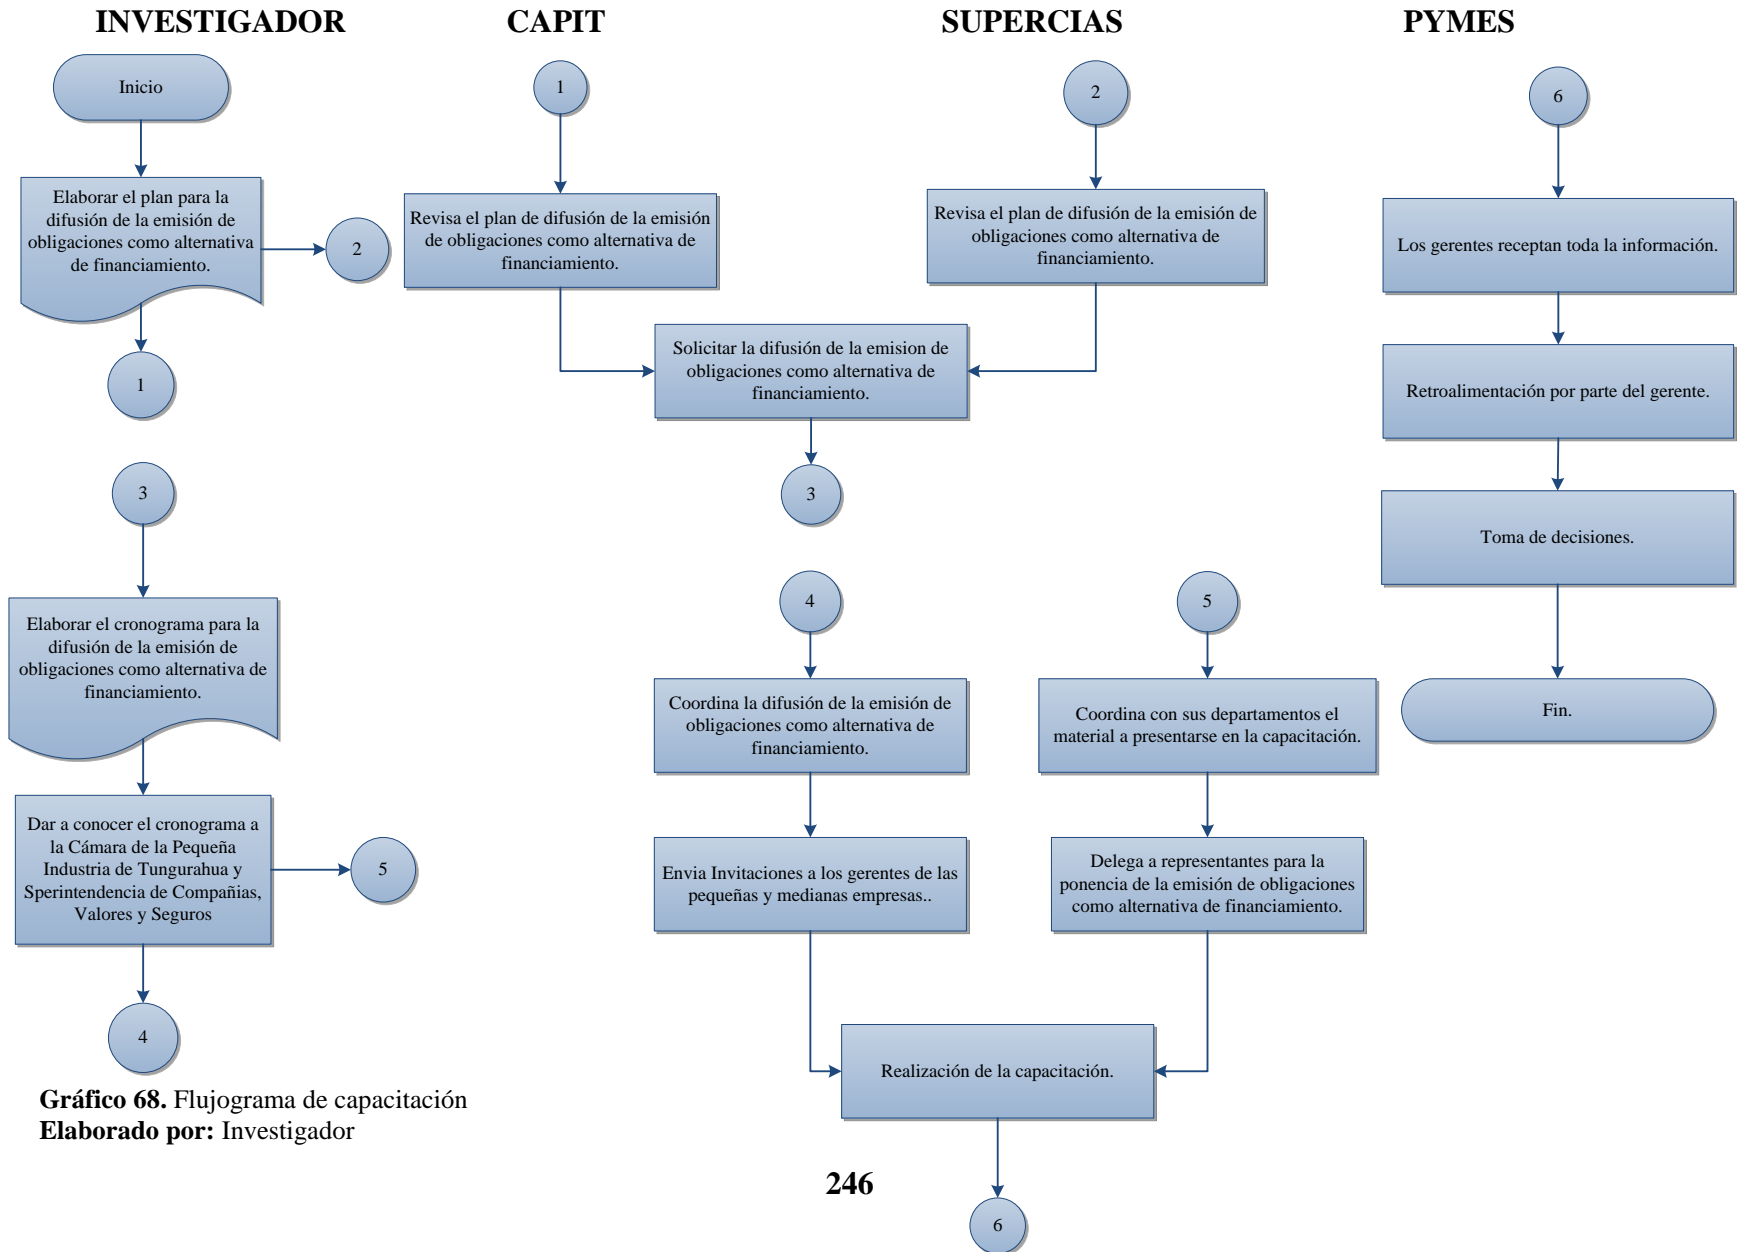 INVESTIGADOR
CAPIT
SUPERCIAS
PYMES
Inicio
Elaborar el plan para la
difusión de la emisión de
obligaciones como alternativa
de financiamiento.
2
1
3
Elaborar el cronograma para la
difusión de la emisión de
obligaciones como alternativa de
financiamiento.
Dar a conocer el cronograma a
la Cámara de la Pequeña
Industria de Tungurahua y
Sperintendencia de Compañias,
Valores y Seguros
5
4
1
Revisa el plan de difusión de la emisión
de obligaciones como alternativa de
financiamiento.
2
Revisa el plan de difusión de la emisión de
obligaciones como alternativa de
financiamiento.
Solicitar la difusión de la emision de
obligaciones como alternativa de
financiamiento.
3
4
Coordina la difusión de la emisión de
obligaciones como alternativa de
financiamiento.
Envia Invitaciones a los gerentes de las
pequeñas y medianas empresas..
5
Coordina con sus departamentos el
material a presentarse en la capacitación.
Delega a representantes para la
ponencia de la emisión de obligaciones
como alternativa de financiamiento.
Realización de la capacitación.
6
6
Los gerentes receptan toda la información.
Retroalimentación por parte del gerente.
Toma de decisiones.
Fin.
Gráfico 68. Flujograma de capacitación
Elaborado por: Investigador
246